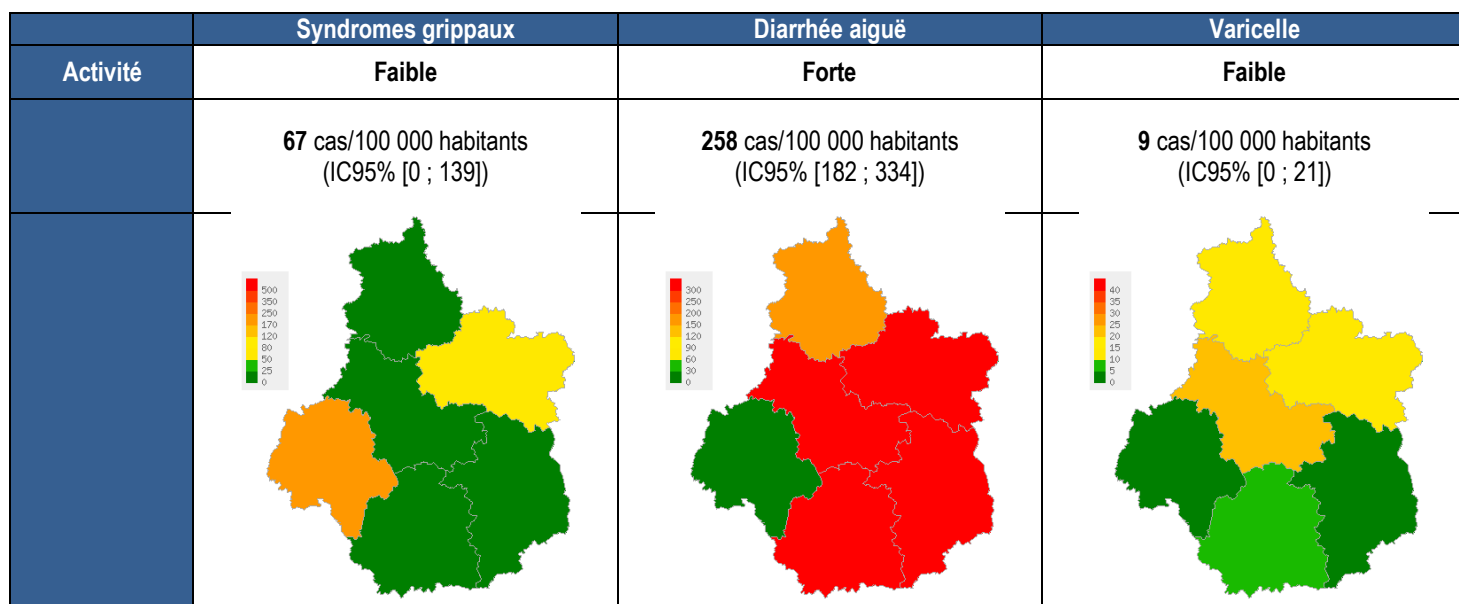 Syndromes grippaux
Diarrhée aiguë
Varicelle
Activité
Faible
Forte
Faible
67 cas/100 000 habitants
(IC95% [0 ; 139])
258 cas/100 000 habitants
(IC95% [182 ; 334])
9 cas/100 000 habitants
(IC95% [0 ; 21])
500
350
250
170
120
80
50
25
0
300
250
200
150
120
90
60
30
0
40
35
30
25
20
15
10
5
0